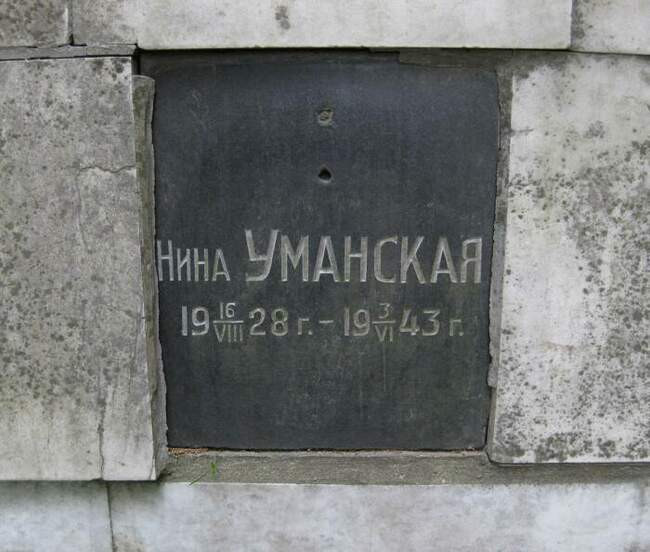 Нина УМАНСКАЯ
19 16/VIII 28 г. - 19 3/VI 43 г.